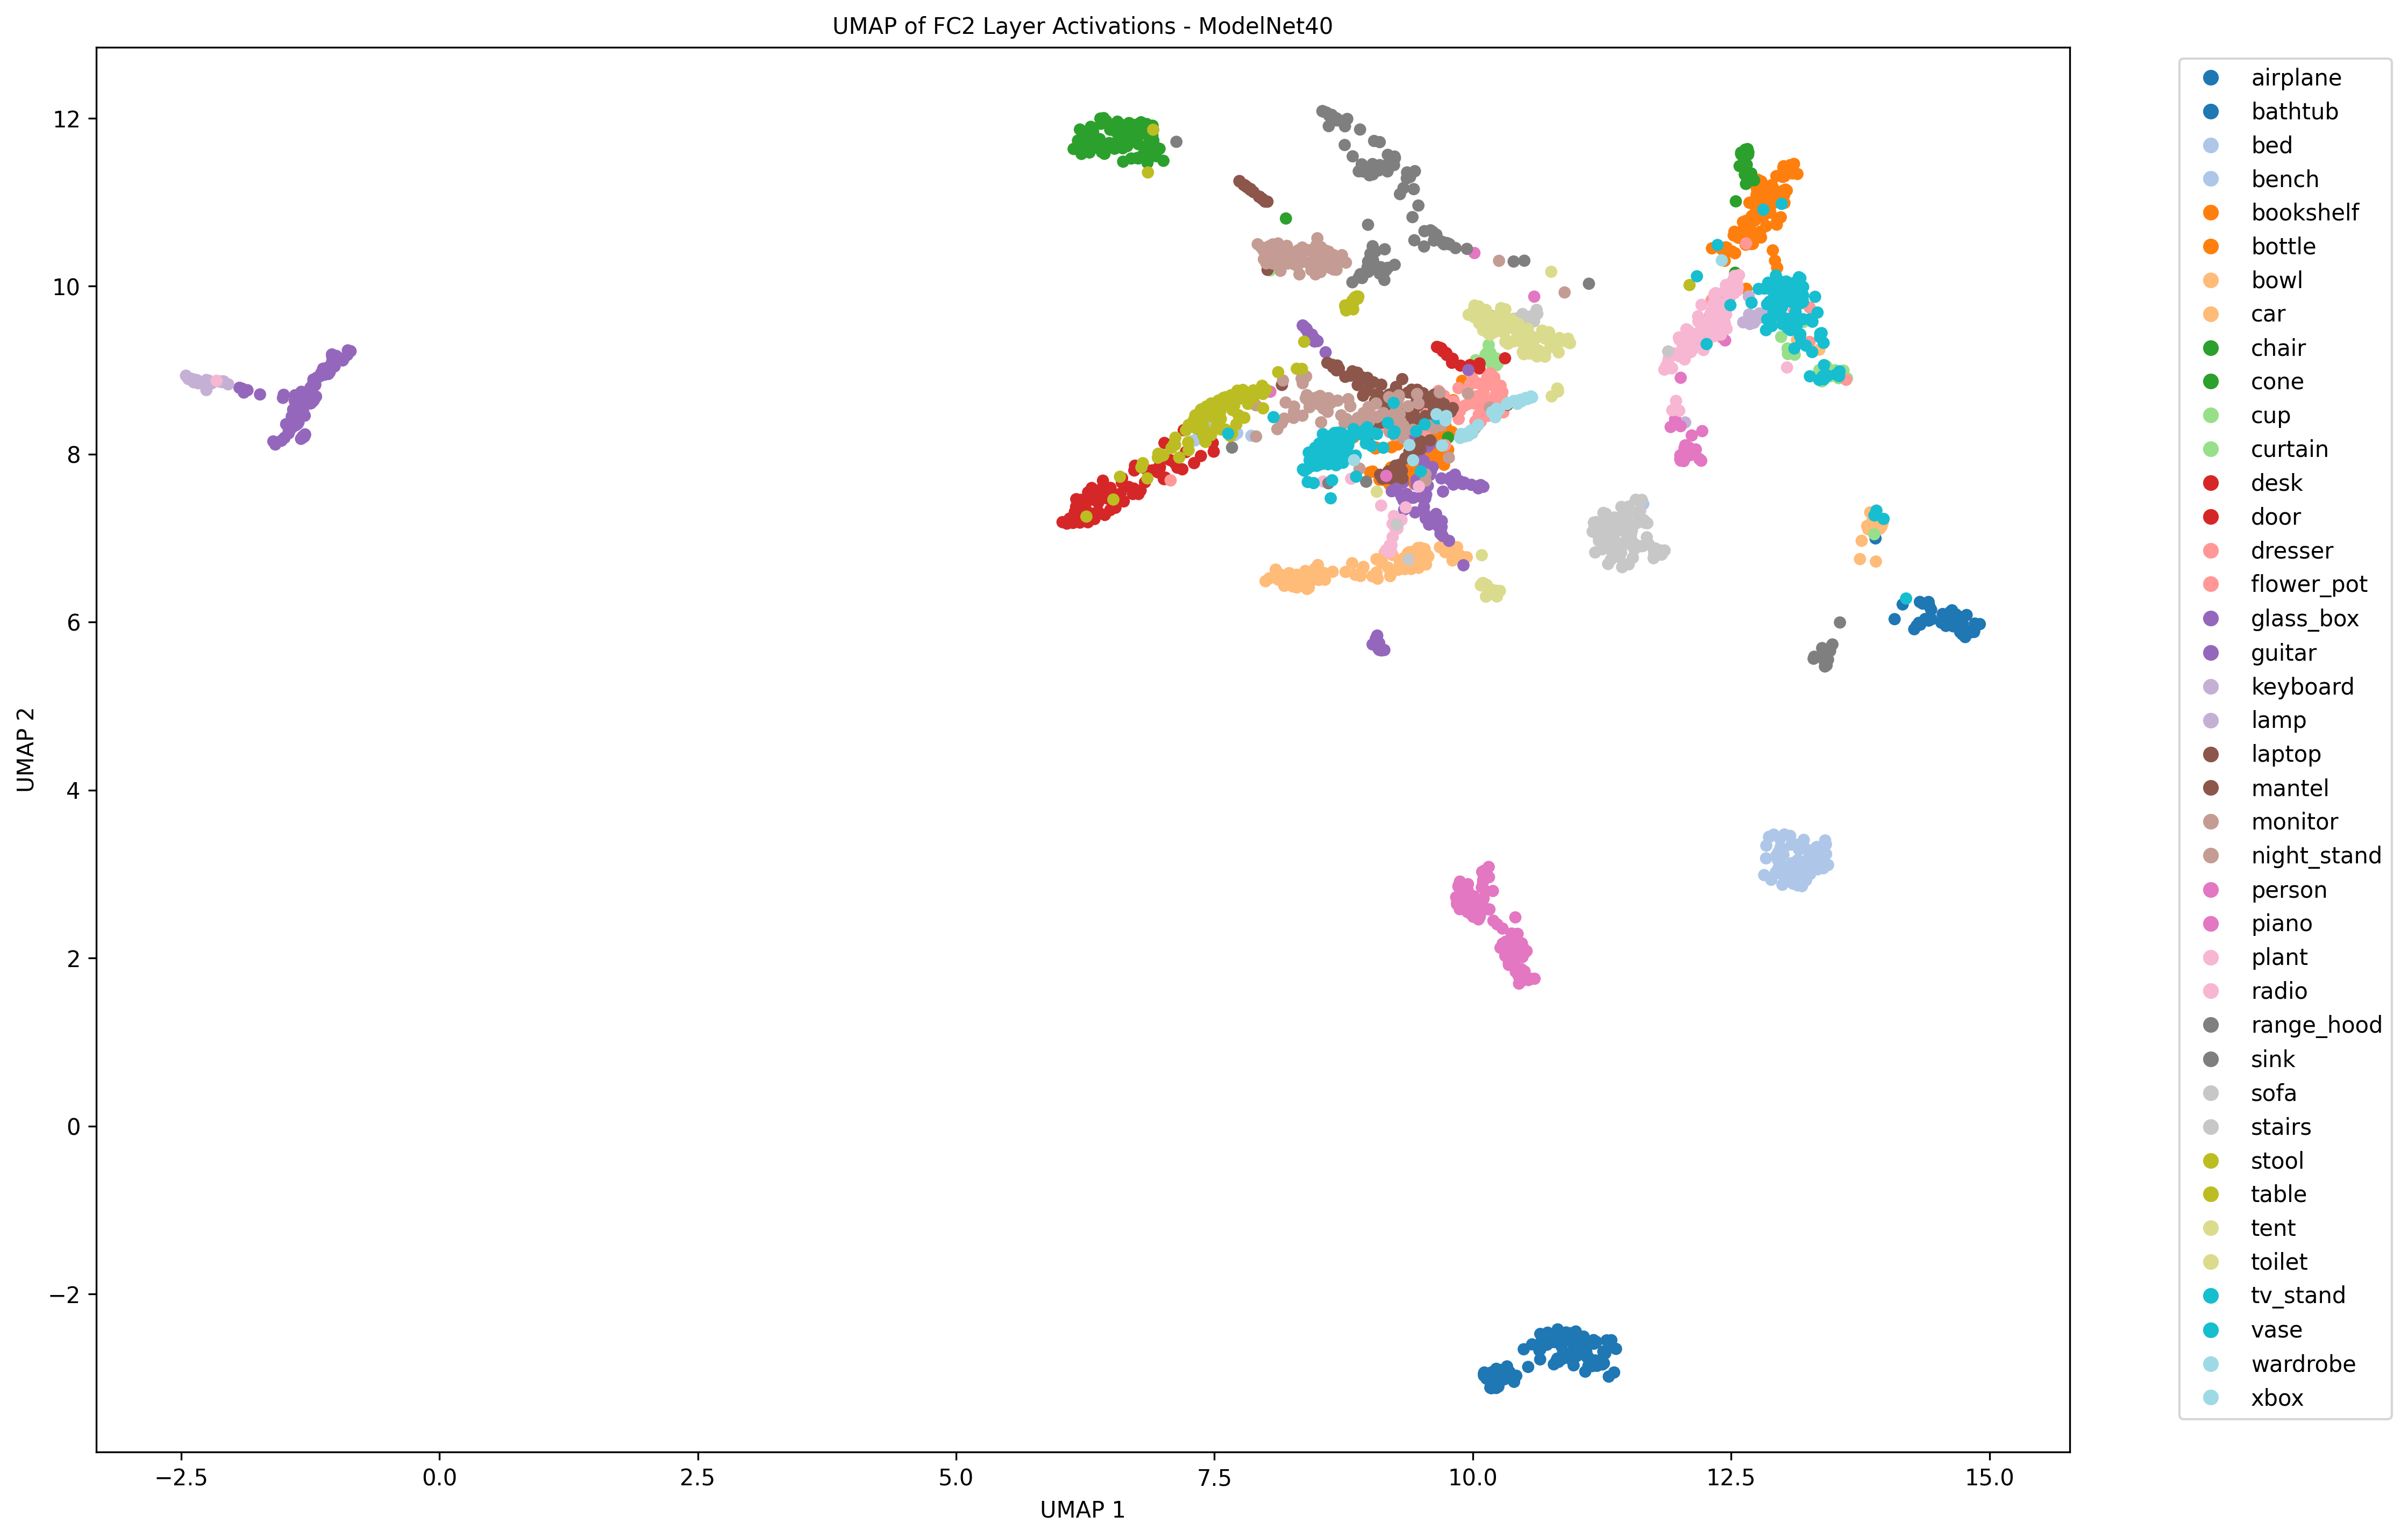 UMAP of FC2 Layer Activations - ModelNet40
12
10
8
6
4
2
0
−2
UMAP 2
−2.5
0.0
2.5
5.0
7.5
10.0
12.5
15.0
UMAP 1
airplane
bathtub
bed
bench
bookshelf
bottle
bowl
car
chair
cone
cup
curtain
desk
door
dresser
flower_pot
glass_box
guitar
keyboard
lamp
laptop
mantel
monitor
night_stand
person
piano
plant
radio
range_hood
sink
sofa
stairs
stool
table
tent
toilet
tv_stand
vase
wardrobe
xbox